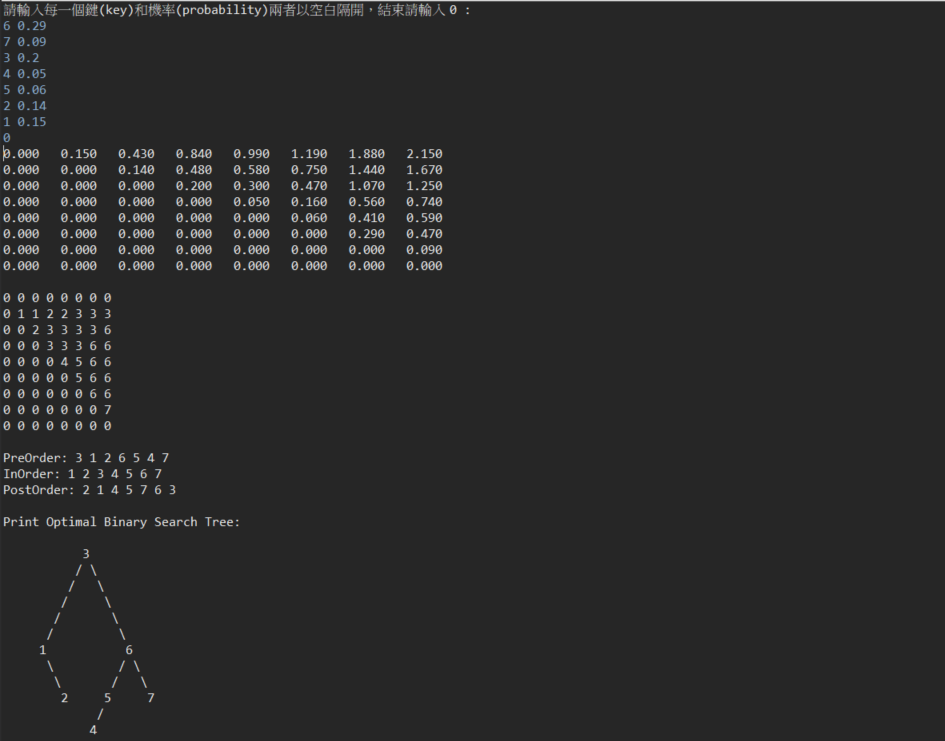 請輸入每一個鍵(key)和機率(probability)兩者以空白隔開，結束請輸入 0 :
6 0.29
7 0.09
3 0.2
4 0.05
5 0.06
2 0.14
1 0.15
0
0.000 0.150 0.430 0.840 0.990 1.190 1.880 2.150
0.000 0.000 0.140 0.480 0.580 0.750 1.440 1.670
0.000 0.000 0.000 0.200 0.300 0.470 1.070 1.250
0.000 0.000 0.000 0.000 0.050 0.160 0.560 0.740
0.000 0.000 0.000 0.000 0.000 0.060 0.410 0.590
0.000 0.000 0.000 0.000 0.000 0.000 0.290 0.470
0.000 0.000 0.000 0.000 0.000 0.000 0.000 0.090
0.000 0.000 0.000 0.000 0.000 0.000 0.000 0.000
0 0 0 0 0 0 0 0
0 1 1 2 2 3 3 3
0 0 2 3 3 3 3 6
0 0 0 3 3 3 6 6
0 0 0 0 4 5 6 6
0 0 0 0 0 5 6 6
0 0 0 0 0 0 6 6
0 0 0 0 0 0 0 7
0 0 0 0 0 0 0 0
PreOrder: 3 1 2 6 5 4 7
InOrder: 1 2 3 4 5 6 7
PostOrder: 2 1 4 5 7 6 3
Print Optimal Binary Search Tree:
3
/ \
/ \
/ \
/ \
/ \
1 6
\ / \
\ / \
2 5 7
/
4